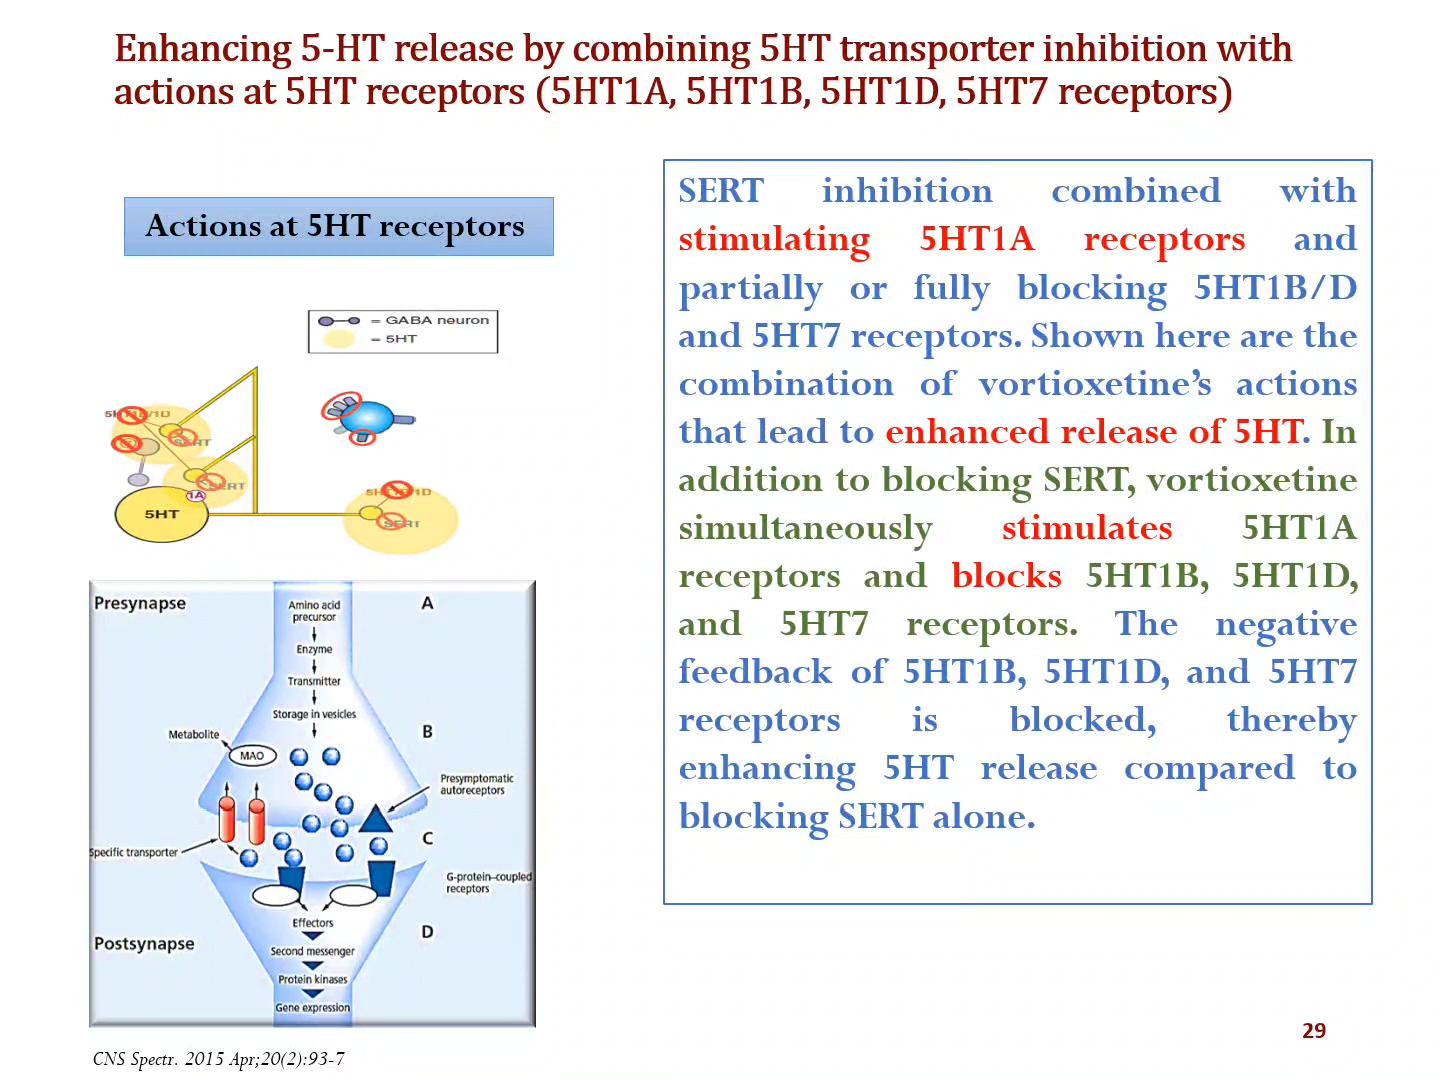 Enhancing 5-HT release by combining 5HT transporter inhibition with
actions at 5HT receptors (5HT1A, 5HT1B, 5HT1D, 5HT7 receptors)
Actions at 5HT receptors
= GABA neuron
= 5HT
SERT
SERT
1A
5HT
SERT
Presynapse
A
Amino acid
precursor
Enzyme
Transmitter
Storage in vesicles
Metabolite
B
MAO
Presymptomatic
autoreceptors
C
Specific transporter
G-protein–coupled
receptors
Effectors
D
Postsynapse
Second messenger
Protein kinases
Gene expression
CNS Spectr. 2015 Apr;20(2):93-7
SERT inhibition combined with
stimulating 5HT1A receptors and
partially or fully blocking 5HT1B/D
and 5HT7 receptors. Shown here are the
combination of vortioxetine’s actions
that lead to enhanced release of 5HT. In
addition to blocking SERT, vortioxetine
simultaneously stimulates 5HT1A
receptors and blocks 5HT1B, 5HT1D,
and 5HT7 receptors. The negative
feedback of 5HT1B, 5HT1D, and 5HT7
receptors is blocked, thereby
enhancing 5HT release compared to
blocking SERT alone.
29